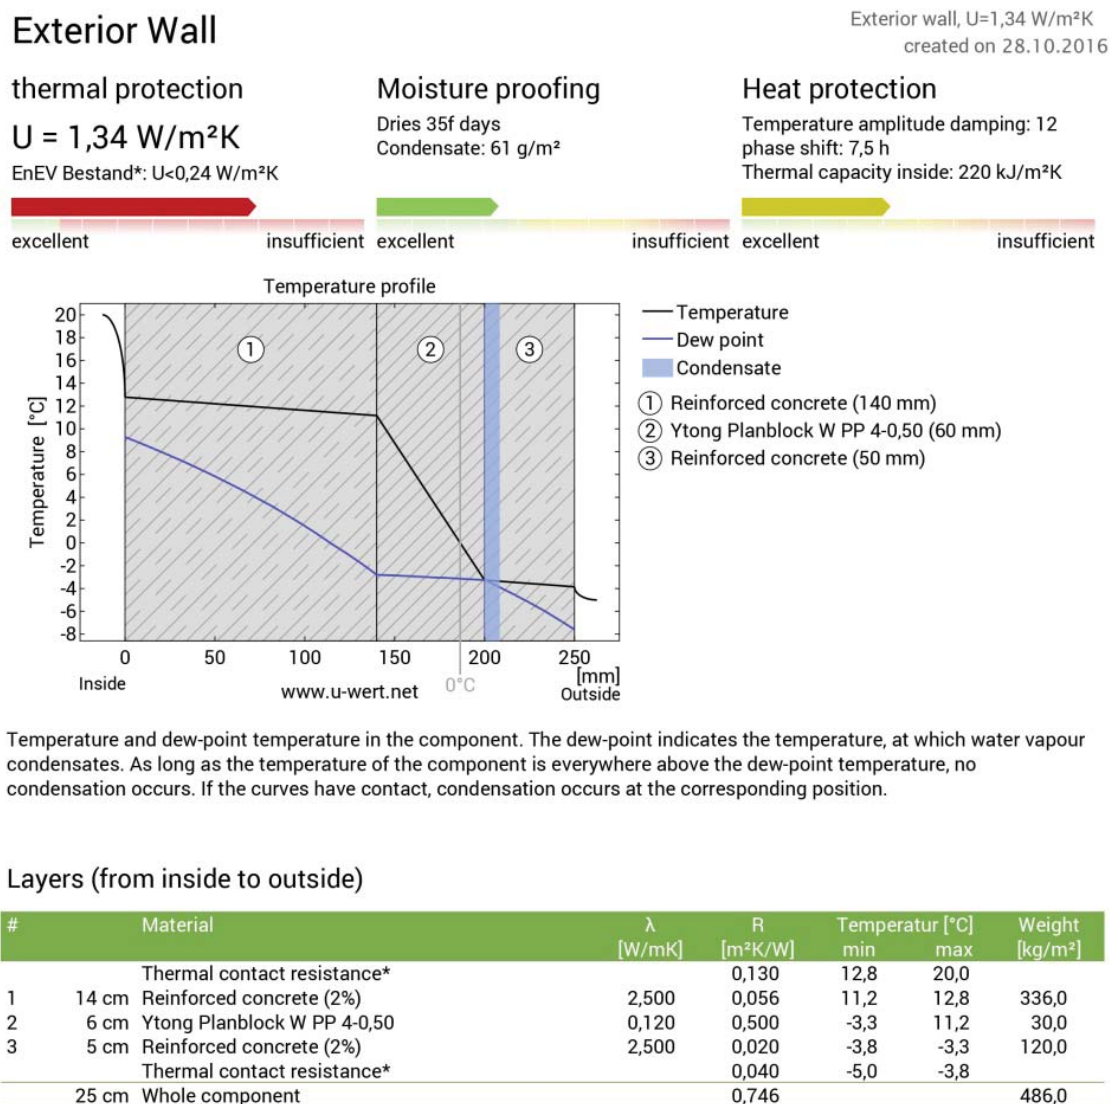 Exterior Wall
Exterior wall, U=1,34 W/m²K
created on 28.10.2016
thermal protection
U = 1,34 W/m²K
EnEV Bestand*: U<0,24 W/m²K
excellent insufficient
Moisture proofing
Dries 35f days
Condensate: 61 g/m²
excellent insufficient
Heat protection
Temperature amplitude damping: 12
phase shift: 7,5 h
Thermal capacity inside: 220 kJ/m²K
excellent insufficient
Temperature profile
Temperature [°C]
20
18
16
14
12
10
8
6
4
2
0
-2
-4
-6
-8
1 2 3
0 50 100 150 200 250
[mm]
Inside www.u-wert.net 0°C Outside
Temperature
Dew point
Condensate
1 Reinforced concrete (140 mm)
2 Ytong Planblock W PP 4-0,50 (60 mm)
3 Reinforced concrete (50 mm)
Temperature and dew-point temperature in the component. The dew-point indicates the temperature, at which water vapour
condensates. As long as the temperature of the component is everywhere above the dew-point temperature, no
condensation occurs. If the curves have contact, condensation occurs at the corresponding position.
Layers (from inside to outside)
# Material λ R Temperatur [°C] Weight
[W/mK] [m²K/W] min max [kg/m²]
Thermal contact resistance* 0,130 12,8 20,0
1 14 cm Reinforced concrete (2%) 2,500 0,056 11,2 12,8 336,0
2 6 cm Ytong Planblock W PP 4-0,50 0,120 0,500 -3,3 11,2 30,0
3 5 cm Reinforced concrete (2%) 2,500 0,020 -3,8 -3,3 120,0
Thermal contact resistance* 0,040 -5,0 -3,8
25 cm Whole component 0,746 486,0